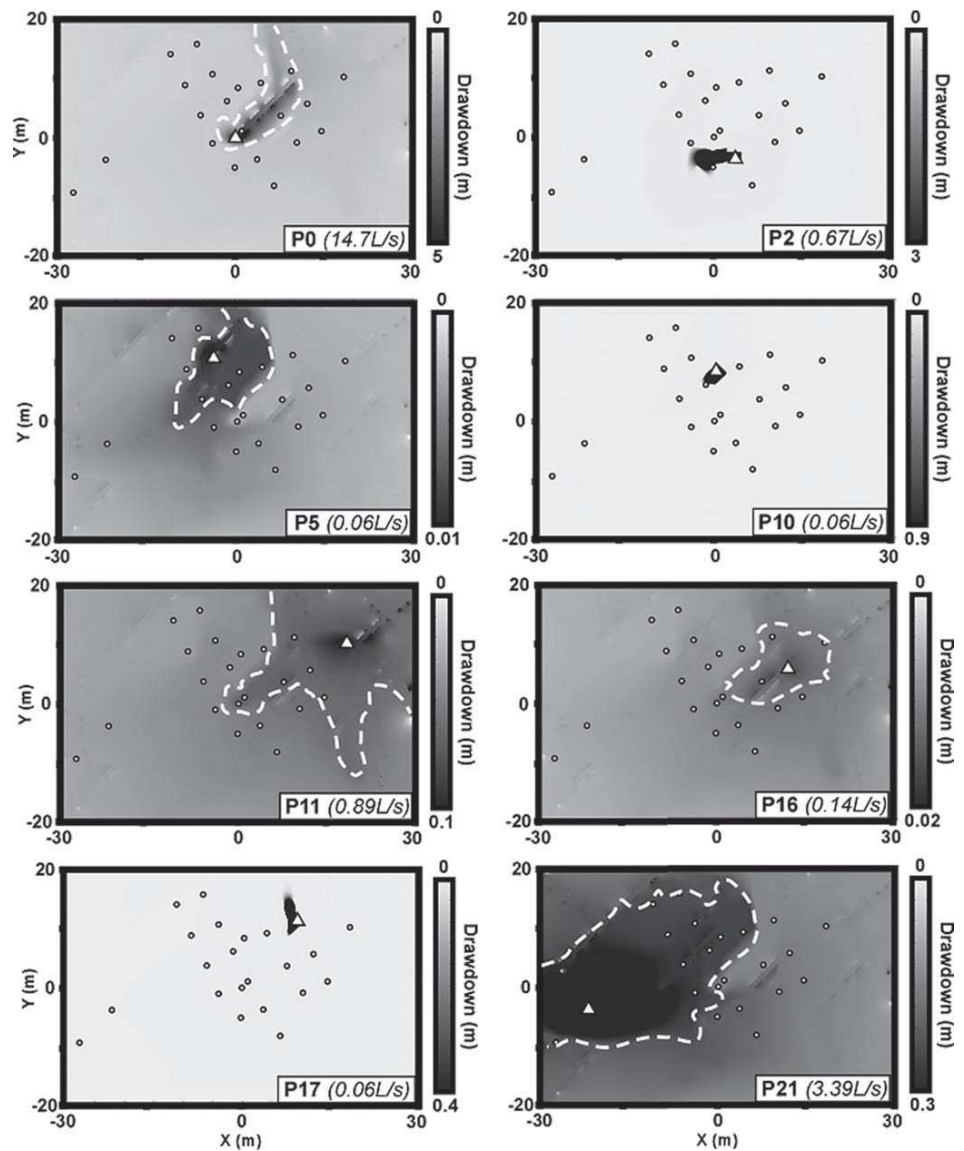 20
0
20
0
Y (m)
0
Drawdown (m)
0
Drawdown (m)
P0 (14.7L/s)
P2 (0.67L/s)
-20
5
-20
3
-30
0
30
-30
0
30
20
0
20
0
Y (m)
0
Drawdown (m)
0
Drawdown (m)
P5 (0.06L/s)
P10 (0.06L/s)
-20
0.01
-20
0.9
-30
0
30
-30
0
30
20
0
20
0
Y (m)
0
Drawdown (m)
0
Drawdown (m)
P11 (0.89L/s)
P16 (0.14L/s)
-20
0.1
-20
0.02
-30
0
30
-30
0
30
20
0
20
0
Y (m)
0
Drawdown (m)
0
Drawdown (m)
P17 (0.06L/s)
P21 (3.39L/s)
-20
0.4
-20
0.3
-30
0
30
-30
0
30
X (m)
X (m)